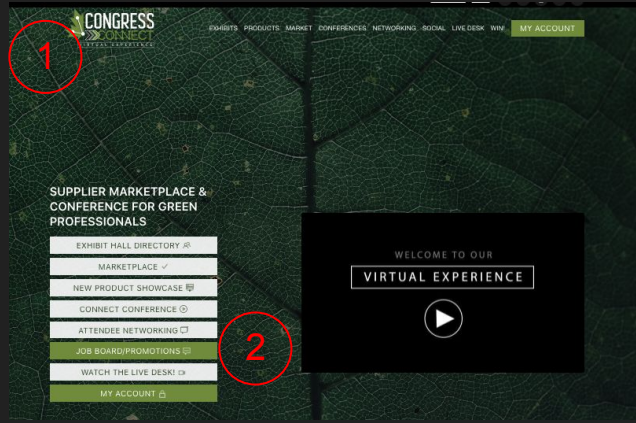 1
CONGRESS
CONNECT
VIRTUAL EXPERIENCE
EXHIBITS PRODUCTS MARKET CONFERENCES NETWORKING SOCIAL LIVE DESK WIN! MY ACCOUNT
SUPPLIER MARKETPLACE &
CONFERENCE FOR GREEN
PROFESSIONALS
EXHIBIT HALL DIRECTORY
MARKETPLACE
NEW PRODUCT SHOWCASE
CONNECT CONFERENCE
ATTENDEE NETWORKING
JOB BOARD/PROMOTIONS
WATCH THE LIVE DESK!
MY ACCOUNT
2
WELCOME TO OUR
VIRTUAL EXPERIENCE